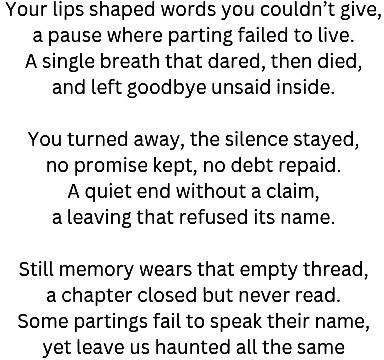 Your lips shaped words you couldn’t give,
a pause where parting failed to live.
A single breath that dared, then died,
and left goodbye unsaid inside.
You turned away, the silence stayed,
no promise kept, no debt repaid.
A quiet end without a claim,
a leaving that refused its name.
Still memory wears that empty thread,
a chapter closed but never read.
Some partings fail to speak their name,
yet leave us haunted all the same